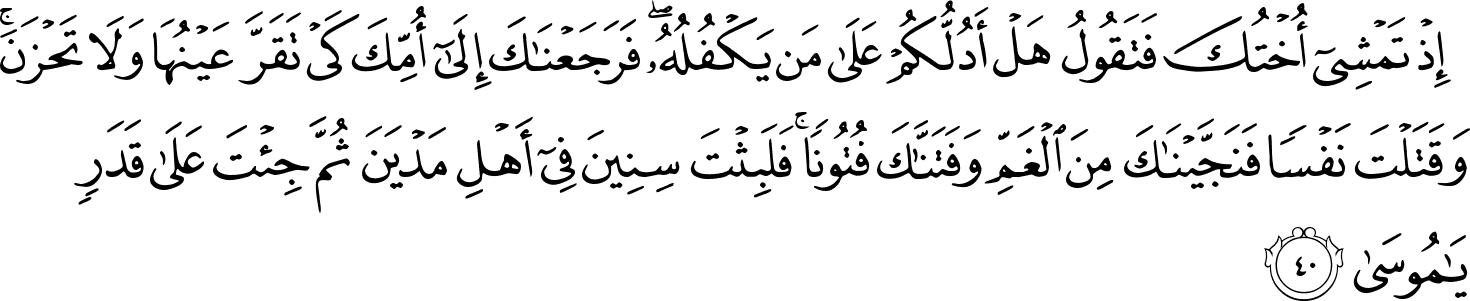 إِذْ تَمْشِىٓ أُخْتُكَ فَتَقُولُ هَلْ أَدُلُّكُمْ عَلَىٰ مَن يَكْفُلُهُۥ ۖ فَرَجَعْنَـٰكَ إِلَىٰٓ أُمِّكَ كَىْ تَقَرَّ عَيْنُهَا وَلَا تَحْزَنَ ۚ
وَقَتَلْتَ نَفْسًا فَنَجَّيْنَـٰكَ مِنَ ٱلْغَمِّ وَفَتَنَّـٰكَ فُتُونًا ۚ فَلَبِثْتَ سِنِينَ فِىٓ أَهْلِ مَدْيَنَ ثُمَّ جِئْتَ عَلَىٰ قَدَرٍ
يَـٰمُوسَىٰ ٤٠